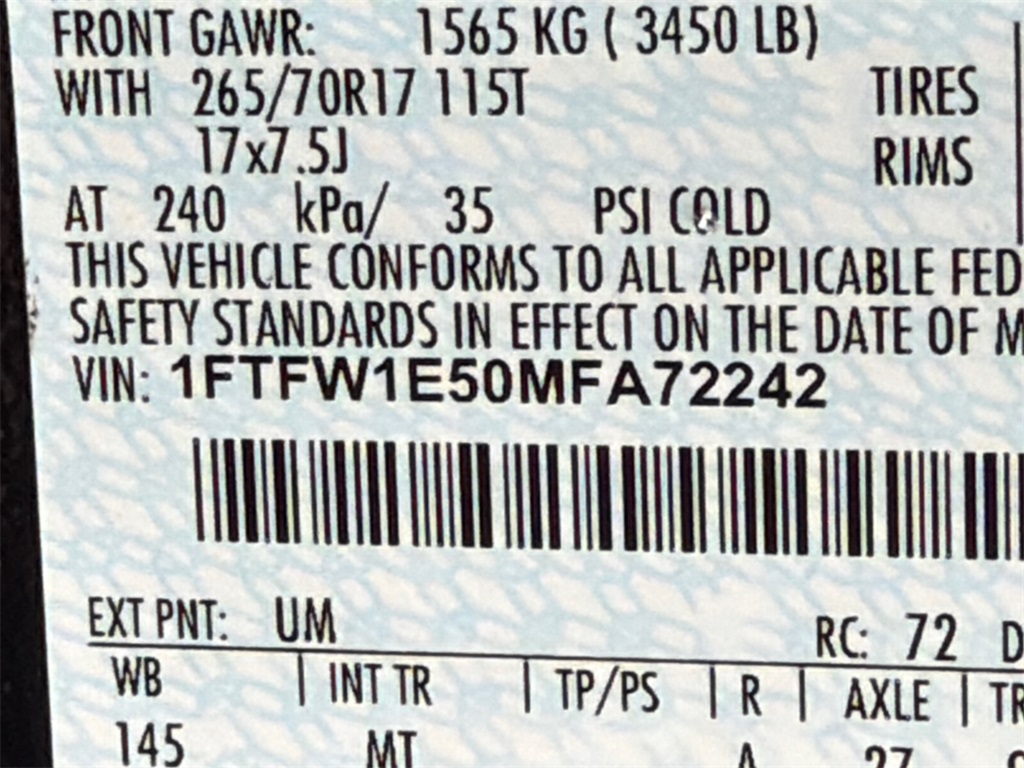 FRONT GAWR: 1565 KG ( 3450 LB)
WITH 265/70R17 115T TIRES
17x7.5J RIMS
AT 240 kPa/ 35 PSI COLD
THIS VEHICLE CONFORMS TO ALL APPLICABLE FED
SAFETY STANDARDS IN EFFECT ON THE DATE OF M
VIN: 1FTFW1E50MFA72242
EXT PNT: UM RC: 72 D
WB | INT TR | TP/PS | R | AXLE | TR
145 MT A 27